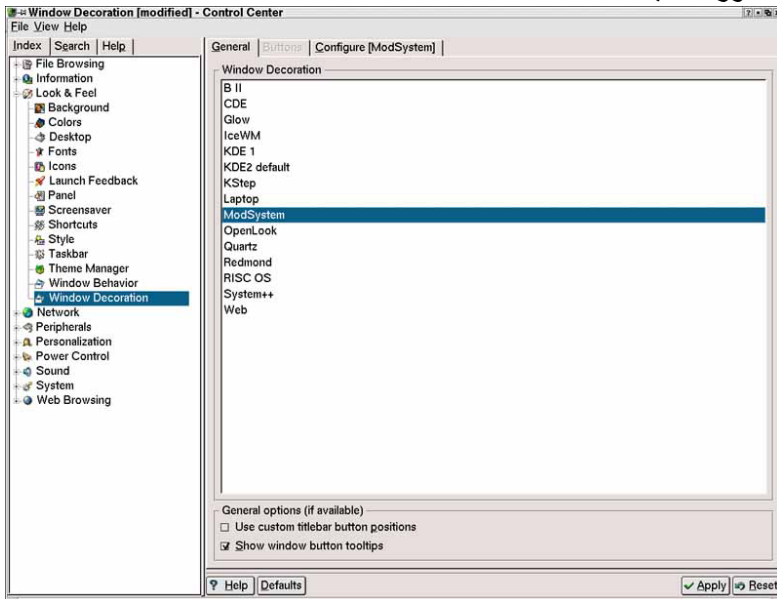 Window Decoration [modified] - Control Center
File View Help
Index Search Help
General Buttons Configure [ModSystem]
File Browsing
Information
Look & Feel
Background
Colors
Desktop
Fonts
Icons
Launch Feedback
Panel
Screensaver
Shortcuts
Style
Taskbar
Theme Manager
Window Behavior
Window Decoration
Network
Peripherals
Personalization
Power Control
Sound
System
Web Browsing
Window Decoration
B II
CDE
Glow
IceWM
KDE 1
KDE2 default
KStep
Laptop
ModSystem
OpenLook
Quartz
Redmond
RISC OS
System++
Web
General options (if available)
Use custom titlebar button positions
Show window button tooltips
? Help Defaults Apply Reset